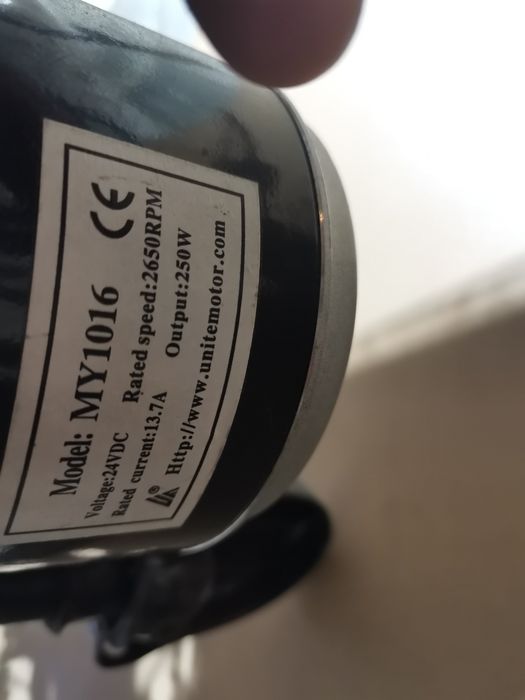 Model: MY1016 CE
Voltage:24VDC Rated speed:2650RPM
Rated current:13.7A Output:250W
Http://www.unitemotor.com